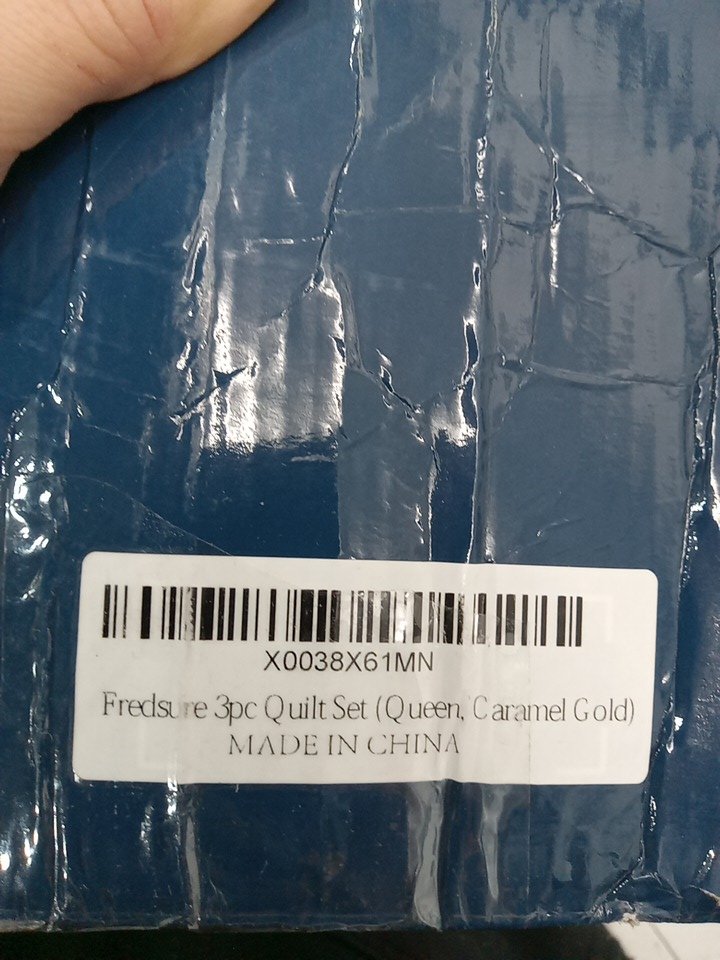 X0038X61MN
Fredsure 3pc Quilt Set (Queen, Caramel Gold)
MADE IN CHINA